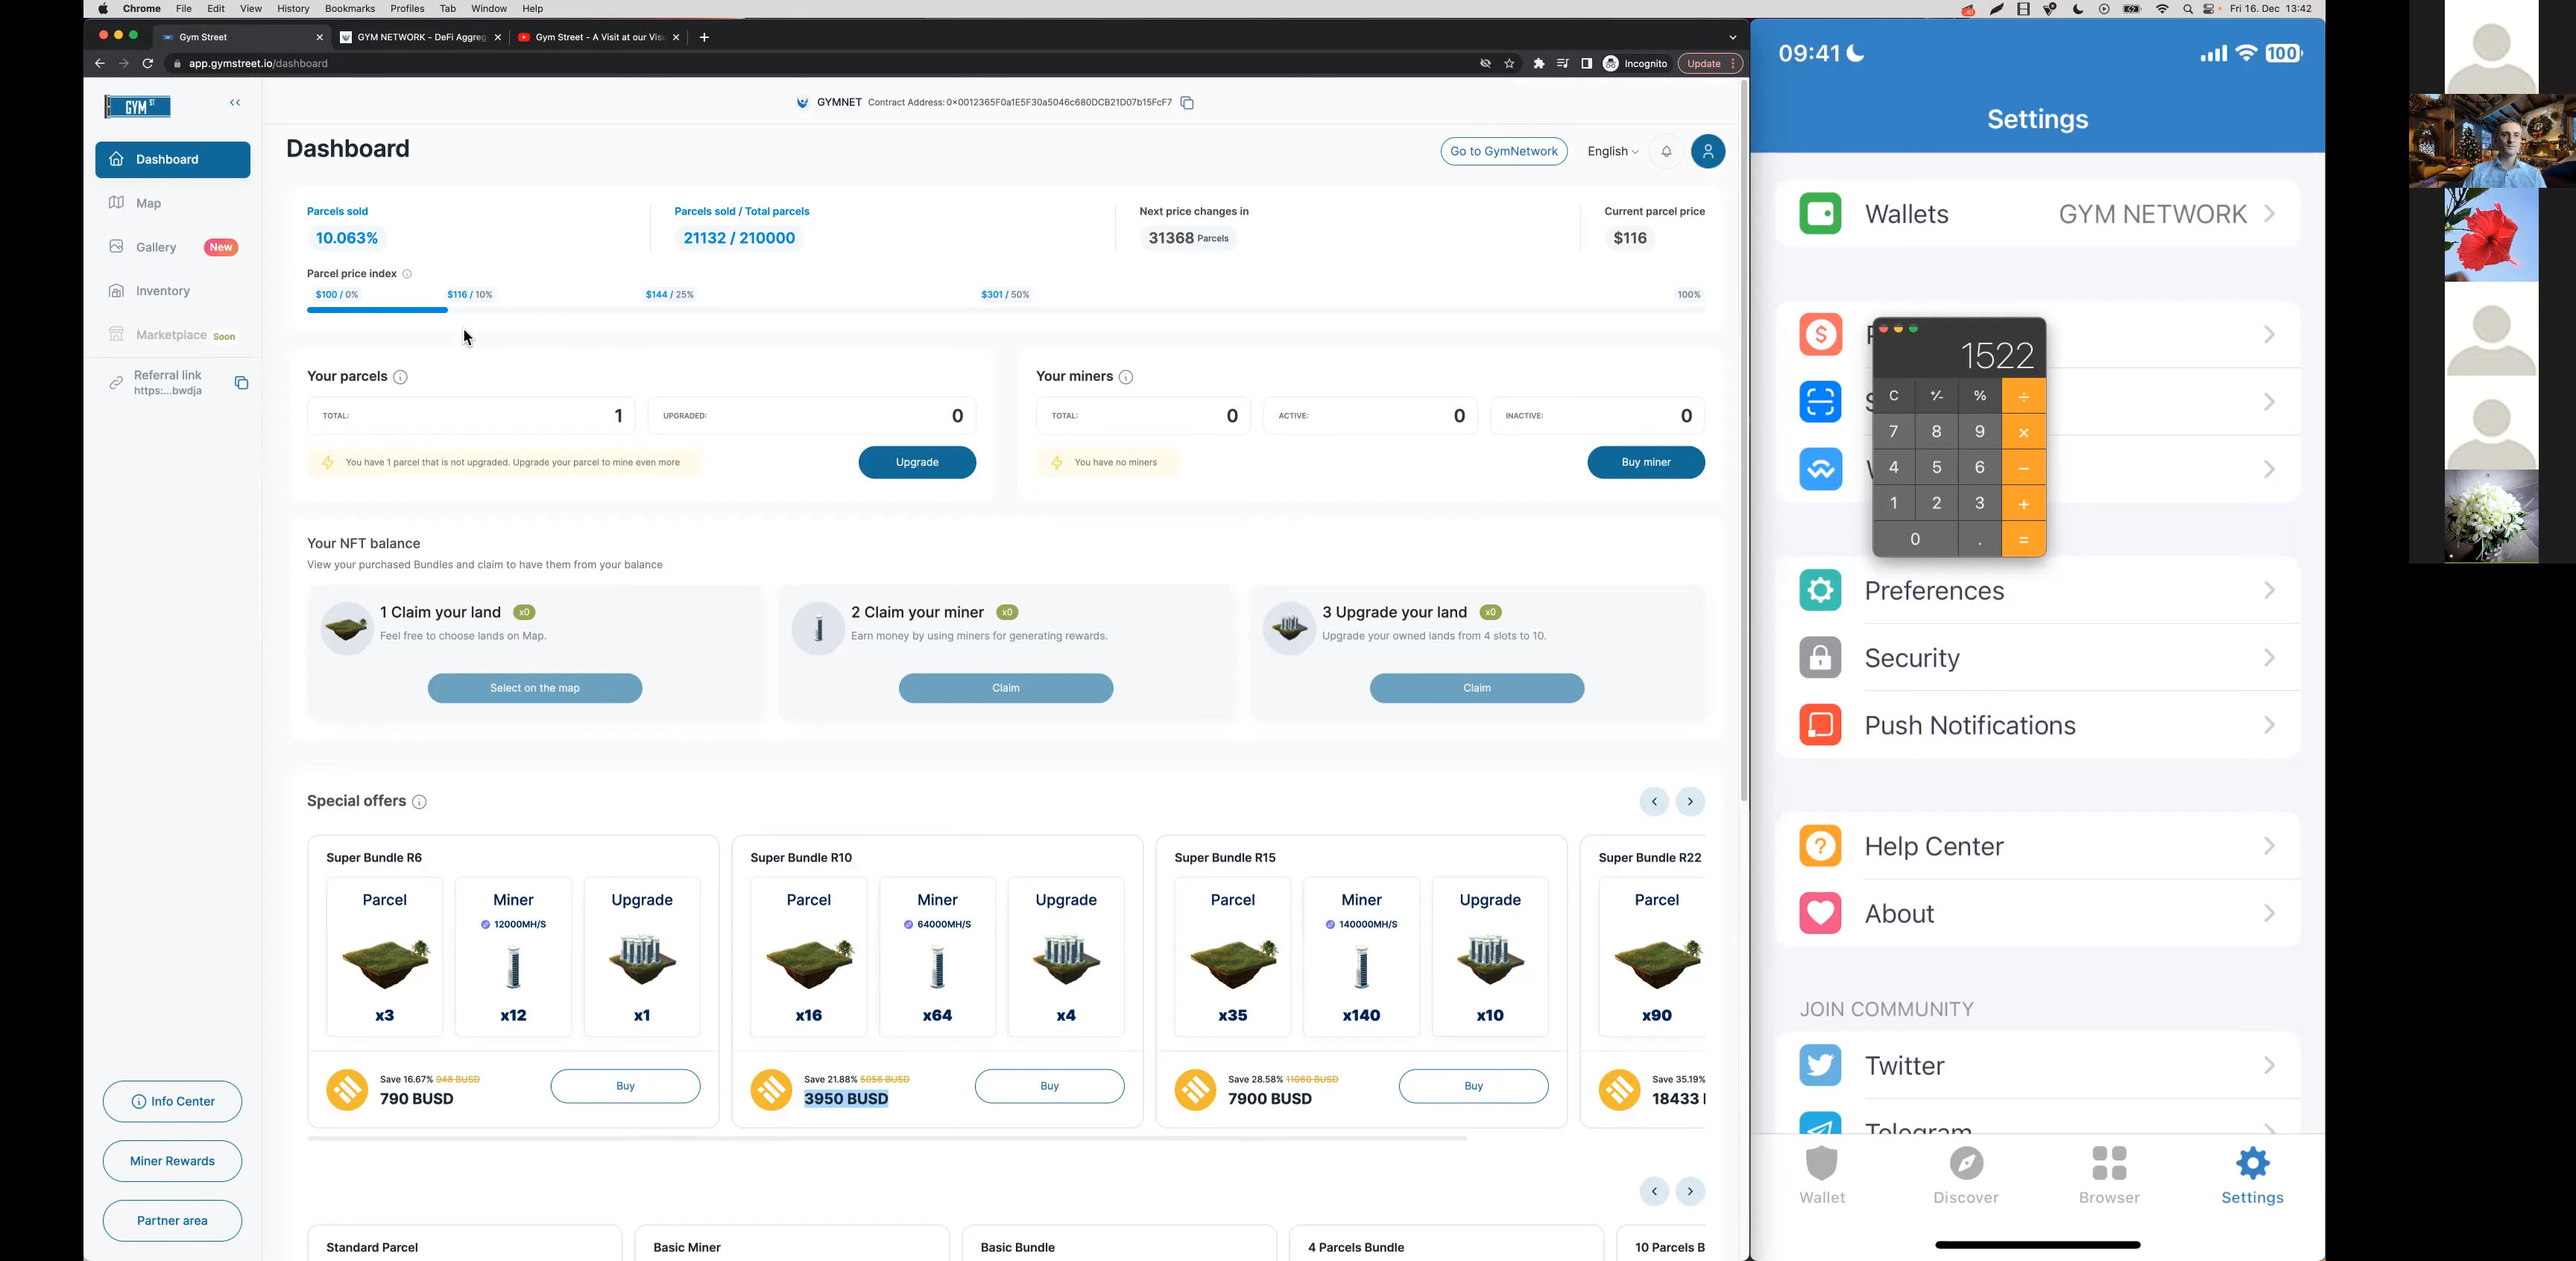 Chrome File Edit View History Bookmarks Profiles Tab Window Help
Fri 16. Dec 13:42
Gym Street
GYM NETWORK - DeFi Aggreg
Gym Street - A Visit at our Visu
app.gymstreet.io/dashboard
Incognito
Update
GYM ST
GYMNET Contract Address: 0x0012365F0a1E5F30a5046c680DCB21D07b15FcF7
Dashboard
Map
Gallery New
Inventory
Marketplace Soon
Referral link
https:...bwdja
Info Center
Miner Rewards
Partner area
Dashboard
Go to GymNetwork
English
Parcels sold
10.063%
Parcels sold / Total parcels
21132 / 210000
Next price changes in
31368 Parcels
Current parcel price
$116
Parcel price index
$100 / 0% $116 / 10% $144 / 25% $301 / 50% 100%
Your parcels
TOTAL: 1
UPGRADED: 0
You have 1 parcel that is not upgraded. Upgrade your parcel to mine even more
Upgrade
Your miners
TOTAL: 0
ACTIVE: 0
INACTIVE: 0
You have no miners
Buy miner
Your NFT balance
View your purchased Bundles and claim to have them from your balance
1 Claim your land x0
Feel free to choose lands on Map.
Select on the map
2 Claim your miner x0
Earn money by using miners for generating rewards.
Claim
3 Upgrade your land x0
Upgrade your owned lands from 4 slots to 10.
Claim
Special offers
Super Bundle R6
Parcel
x3
Miner
12000MH/S
x12
Upgrade
x1
Save 16.67% 948 BUSD
790 BUSD
Buy
Super Bundle R10
Parcel
x16
Miner
64000MH/S
x64
Upgrade
x4
Save 21.88% 5056 BUSD
3950 BUSD
Buy
Super Bundle R15
Parcel
x35
Miner
140000MH/S
x140
Upgrade
x10
Save 28.58% 11060 BUSD
7900 BUSD
Buy
Super Bundle R22
Parcel
x90
Save 35.19%
18433
Standard Parcel
Basic Miner
Basic Bundle
4 Parcels Bundle
10 Parcels B
09:41
100
Settings
Wallets GYM NETWORK
1522
C +/- % ÷
7 8 9 ×
4 5 6 −
1 2 3 +
0 . =
Preferences
Security
Push Notifications
Help Center
About
JOIN COMMUNITY
Twitter
Telegram
Wallet
Discover
Browser
Settings